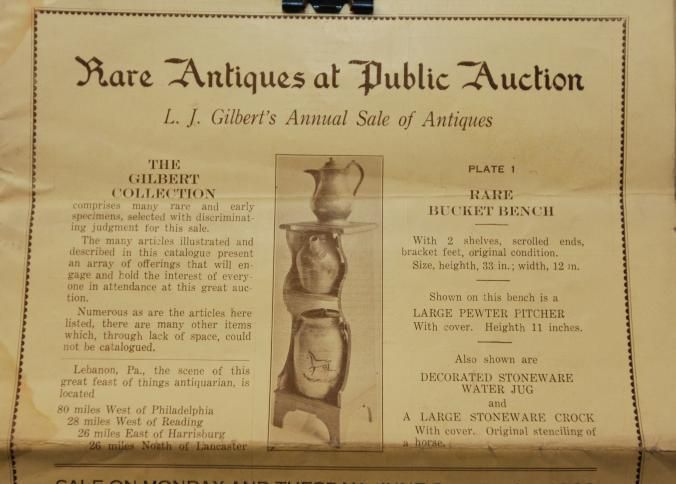 Rare Antiques at Public Auction
L. J. Gilbert's Annual Sale of Antiques
THE
GILBERT
COLLECTION
comprises many rare and early
specimens, selected with discriminat-
ing judgment for this sale.
The many articles illustrated and
described in this catalogue present
an array of offerings that will en-
gage and hold the interest of every-
one in attendance at this great auc-
tion.
Numerous as are the articles here
listed, there are many other items
which, through lack of space, could
not be catalogued.
Lebanon, Pa., the scene of this
great feast of things antiquarian, is
located
80 miles West of Philadelphia
28 miles West of Reading
26 miles East of Harrisburg
26 miles North of Lancaster
PLATE 1
RARE
BUCKET BENCH
With 2 shelves, scrolled ends,
bracket feet, original condition.
Size, heighth, 33 in.; width, 12 in.
Shown on this bench is a
LARGE PEWTER PITCHER
With cover. Heighth 11 inches.
Also shown are
DECORATED STONEWARE
WATER JUG
and
A LARGE STONEWARE CROCK
With cover. Original stenciling of
a horse.
SALE ON MONDAY AND TUESDAY